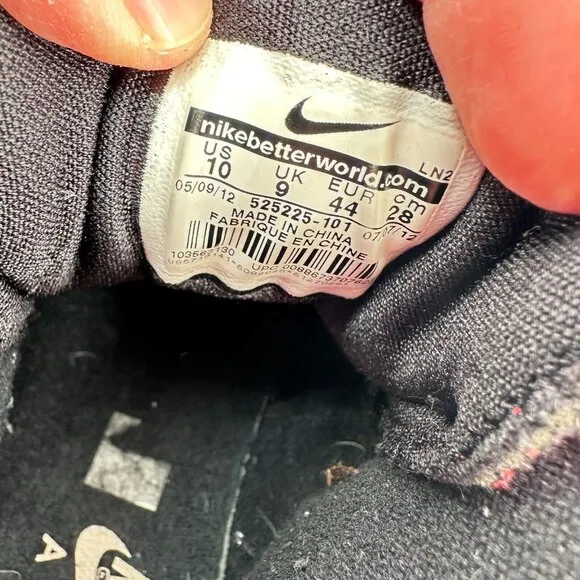 nikebetterworld.com
US UK EUR cm LN2
10 9 44 28
05/09/12 525225-101
MADE IN CHINA
FABRIQUE EN CHINE
A